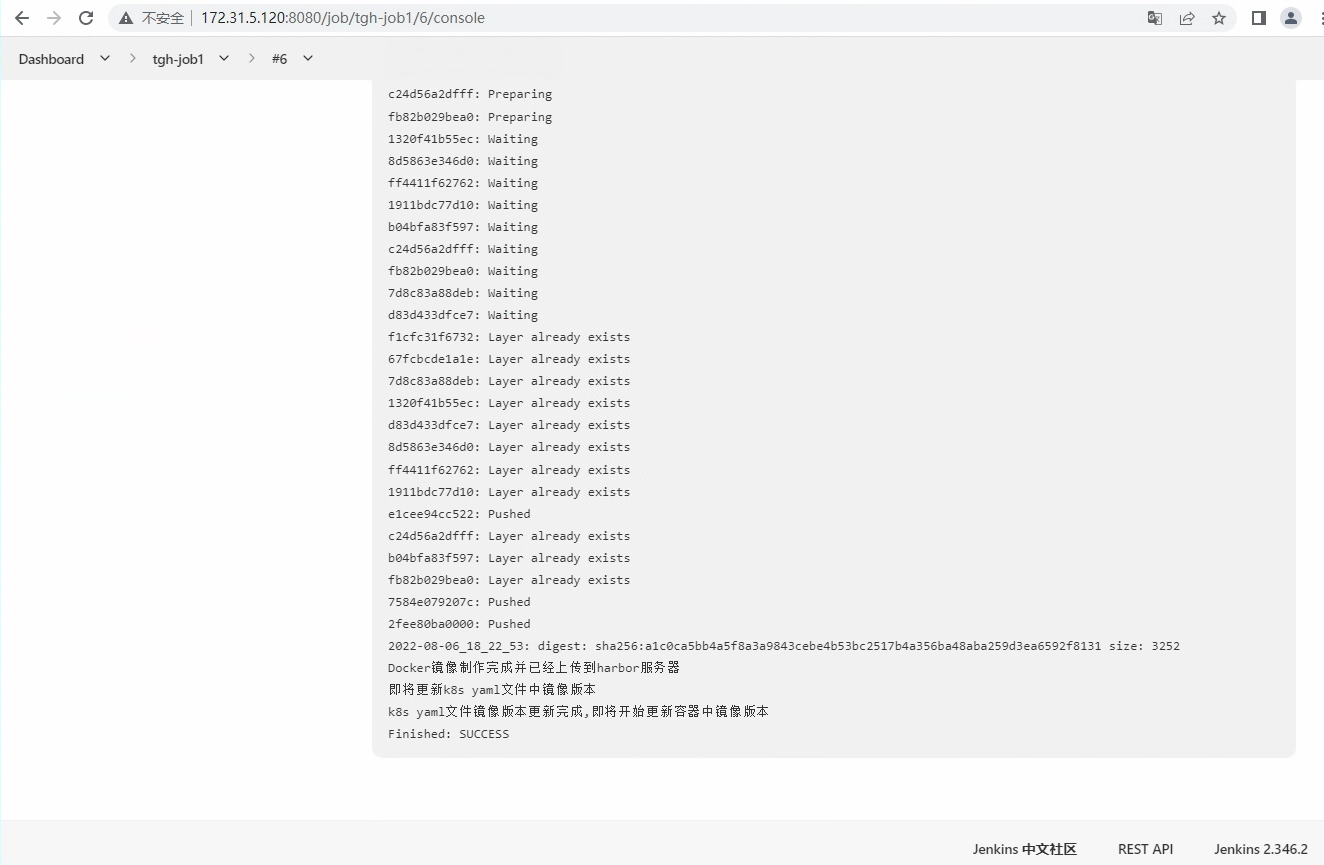 不安全 172.31.5.120:8080/job/tgh-job1/6/console
Dashboard tgh-job1 #6
c24d56a2dfff: Preparing
fb82b029bea0: Preparing
1320f41b55ec: Waiting
8d5863e346d0: Waiting
ff4411f62762: Waiting
1911bdc77d10: Waiting
b04bfa83f597: Waiting
c24d56a2dfff: Waiting
fb82b029bea0: Waiting
7d8c83a88deb: Waiting
d83d433dfce7: Waiting
f1cfc31f6732: Layer already exists
67fcbcde1a1e: Layer already exists
7d8c83a88deb: Layer already exists
1320f41b55ec: Layer already exists
d83d433dfce7: Layer already exists
8d5863e346d0: Layer already exists
ff4411f62762: Layer already exists
1911bdc77d10: Layer already exists
e1cee94cc522: Pushed
c24d56a2dfff: Layer already exists
b04bfa83f597: Layer already exists
fb82b029bea0: Layer already exists
7584e079207c: Pushed
2fee80ba0000: Pushed
2022-08-06_18_22_53: digest: sha256:a1c0ca5bb4a5f8a3a9843cebe4b53bc2517b4a356ba48aba259d3ea6592f8131 size: 3252
Docker镜像制作完成并已经上传到harbor服务器
即将更新k8s yaml文件中镜像版本
k8s yaml文件镜像版本更新完成,即将开始更新容器中镜像版本
Finished: SUCCESS
Jenkins 中文社区 REST API Jenkins 2.346.2